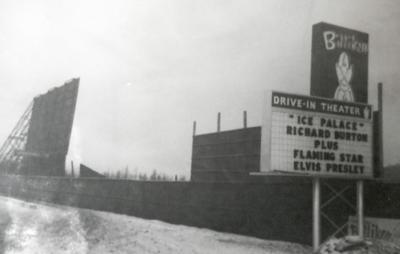 DRIVE-IN THEATER
"ICE PALACE"
RICHARD BURTON
PLUS
FLAMING STAR
ELVIS PRESLEY